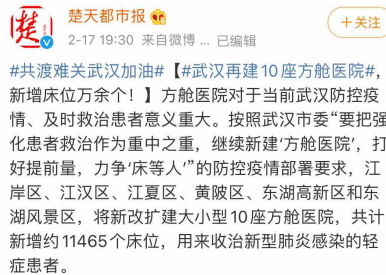 楚
楚天都市报
+关注
2-17 19:30 来自微博 ... 已编辑
#共渡难关武汉加油#【#武汉再建10座方舱医院#，
新增床位万余个！】方舱医院对于当前武汉防控疫
情、及时救治患者意义重大。按照武汉市委“要把强
化患者救治作为重中之重，继续新建‘方舱医院’，打
好提前量，力争‘床等人’”的防控疫情部署要求，江
岸区、江汉区、江夏区、黄陂区、东湖高新区和东
湖风景区，将新改扩建大小型10座方舱医院，共计
新增约11465个床位，用来收治新型肺炎感染的轻
症患者。